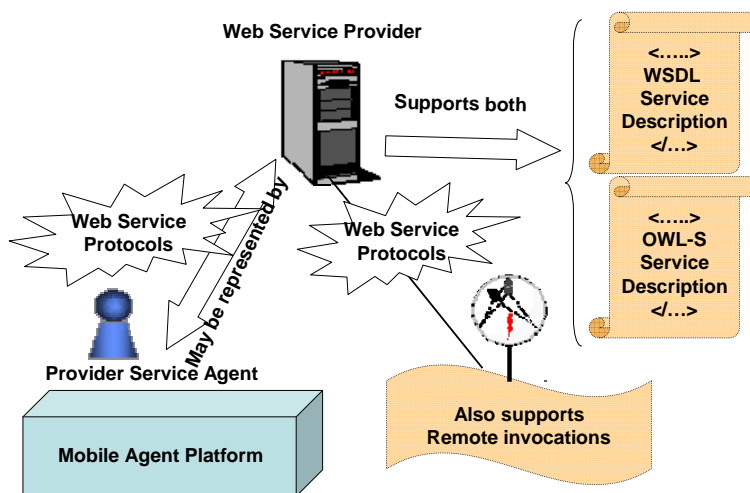 Web Service Provider
<.....>
WSDL
Service
Description
</...>
Supports both
Web Service
Protocols
May be represented by
Web Service
Protocols
<.....>
OWL-S
Service
Description
</...>
Provider Service Agent
Mobile Agent Platform
Also supports
Remote invocations